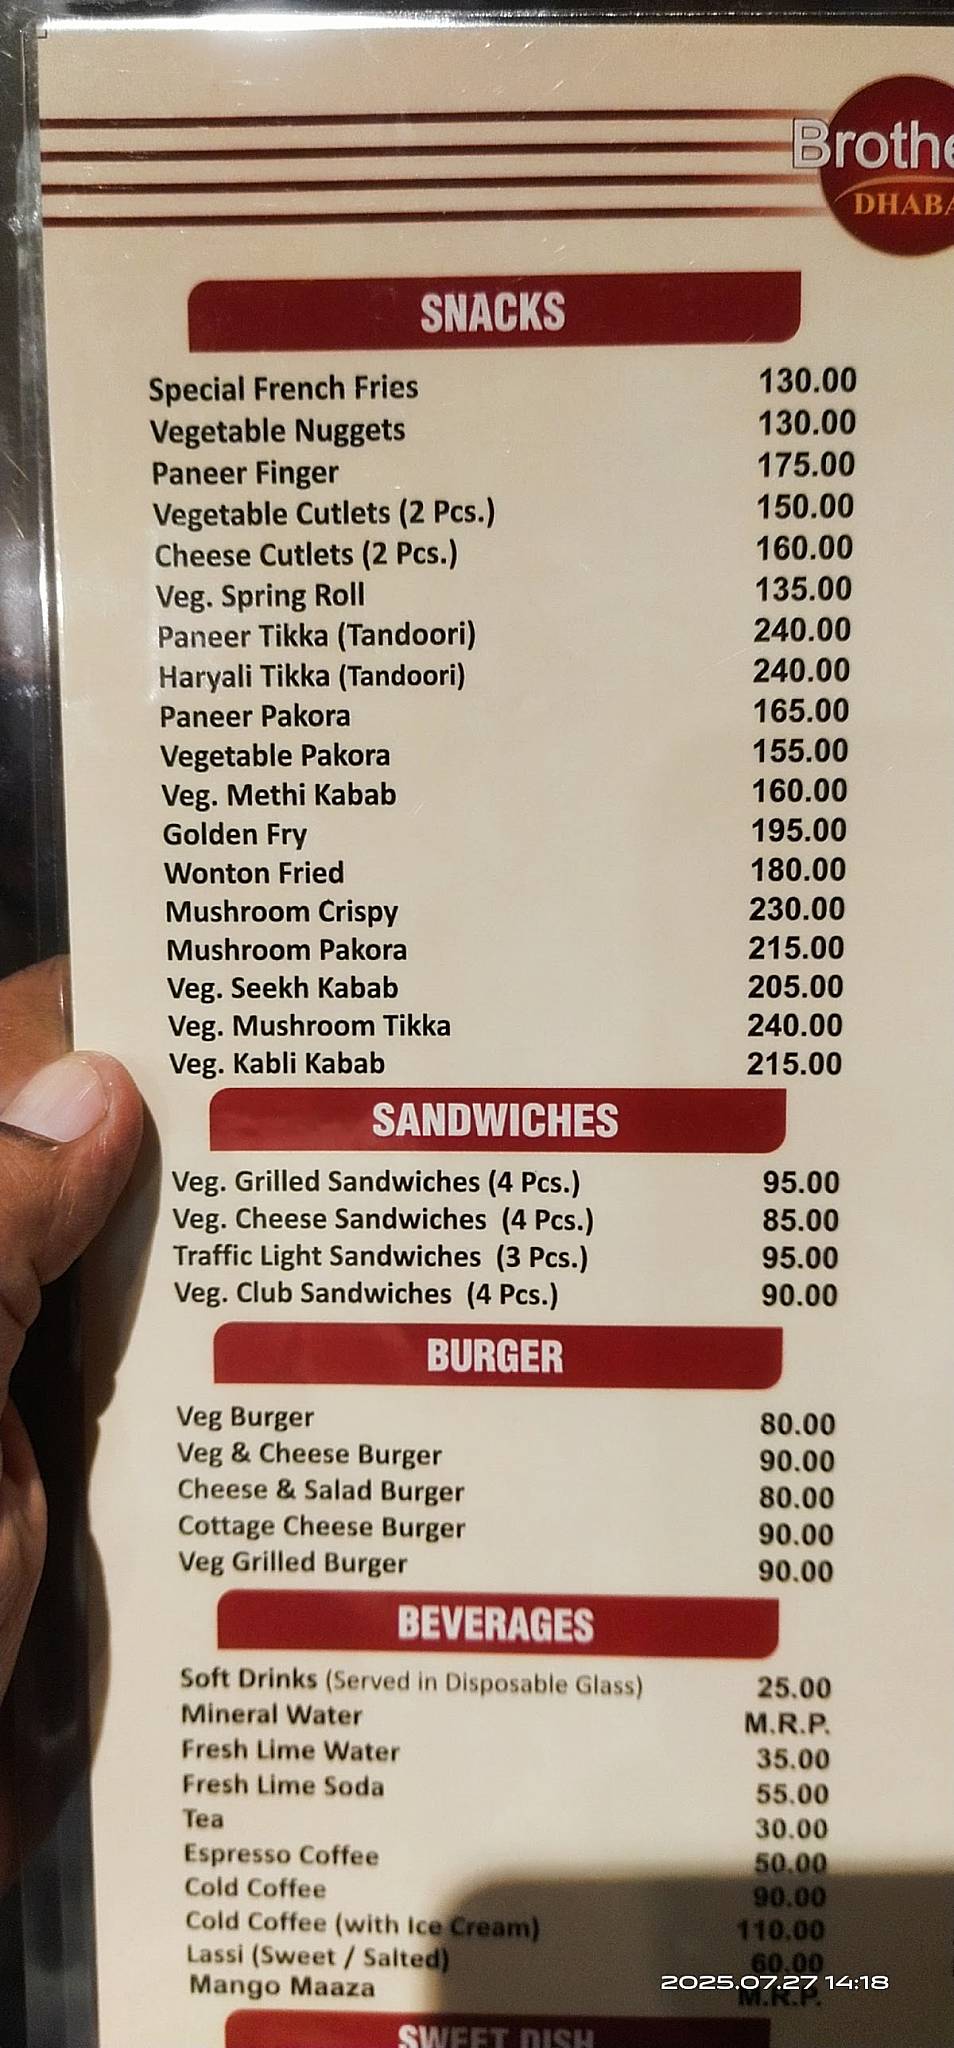 Brothe
DHABA
SNACKS
Special French Fries 130.00
Vegetable Nuggets 130.00
Paneer Finger 175.00
Vegetable Cutlets (2 Pcs.) 150.00
Cheese Cutlets (2 Pcs.) 160.00
Veg. Spring Roll 135.00
Paneer Tikka (Tandoori) 240.00
Haryali Tikka (Tandoori) 240.00
Paneer Pakora 165.00
Vegetable Pakora 155.00
Veg. Methi Kabab 160.00
Golden Fry 195.00
Wonton Fried 180.00
Mushroom Crispy 230.00
Mushroom Pakora 215.00
Veg. Seekh Kabab 205.00
Veg. Mushroom Tikka 240.00
Veg. Kabli Kabab 215.00
SANDWICHES
Veg. Grilled Sandwiches (4 Pcs.) 95.00
Veg. Cheese Sandwiches (4 Pcs.) 85.00
Traffic Light Sandwiches (3 Pcs.) 95.00
Veg. Club Sandwiches (4 Pcs.) 90.00
BURGER
Veg Burger 80.00
Veg & Cheese Burger 90.00
Cheese & Salad Burger 80.00
Cottage Cheese Burger 90.00
Veg Grilled Burger 90.00
BEVERAGES
Soft Drinks (Served in Disposable Glass) 25.00
Mineral Water M.R.P.
Fresh Lime Water 35.00
Fresh Lime Soda 55.00
Tea 30.00
Espresso Coffee 50.00
Cold Coffee 90.00
Cold Coffee (with Ice Cream) 110.00
Lassi (Sweet / Salted) 60.00
Mango Maaza M.R.P.
2025.07.27 14:18
SWEET DISH